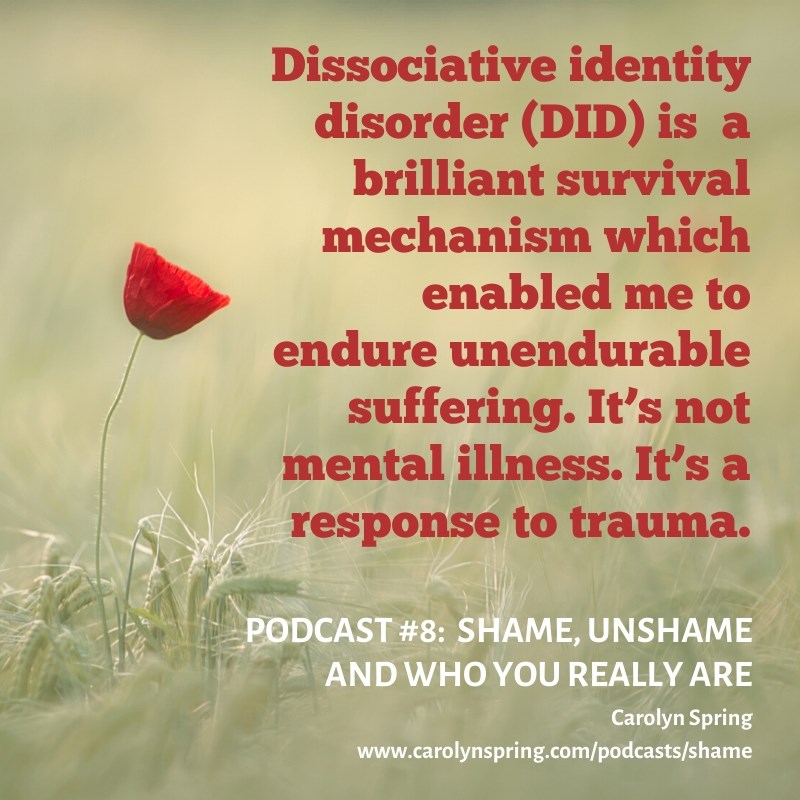 Dissociative identity
disorder (DID) is  a
brilliant survival
mechanism which
enabled me to
endure unendurable
suffering. It’s not
mental illness. It’s a
response to trauma.
PODCAST #8:  SHAME, UNSHAME
AND WHO YOU REALLY ARE
Carolyn Spring
www.carolynspring.com/podcasts/shame